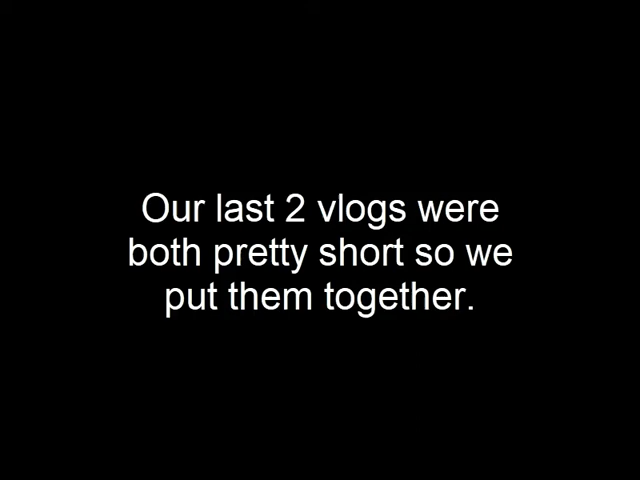 Our last 2 vlogs were
both pretty short so we
put them together.